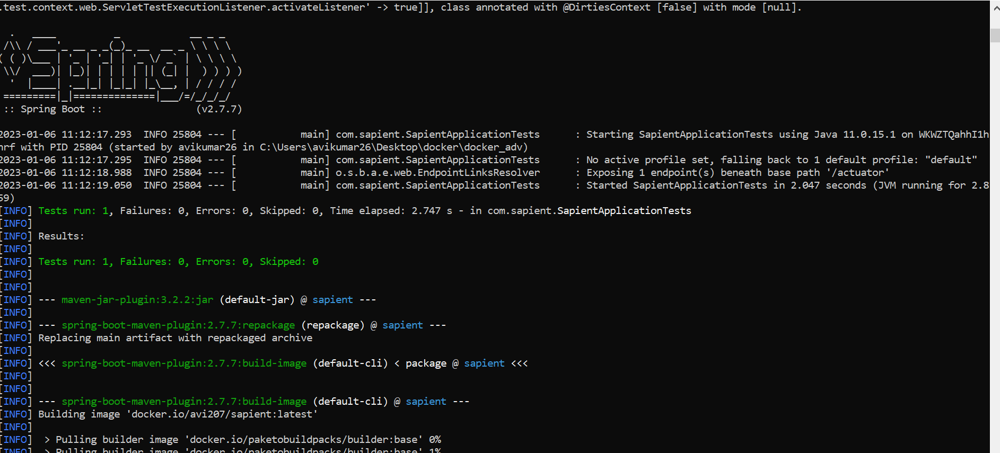 .test.context.web.ServletTestExecutionListener.activateListener' -> true]], class annotated with @DirtiesContext [false] with mode [null].
  .   ____          _            __ _ _
 /\\ / ___'_ __ _ _(_)_ __  __ _ \ \ \ \
( ( )\___ | '_ | '_| | '_ \/ _` | \ \ \ \
 \\/  ___)| |_)| | | | | || (_| |  ) ) ) )
  '  |____| .__|_| |_|_| |_\__, | / / / /
 =========|_|==============|___/=/_/_/_/
 :: Spring Boot ::                (v2.7.7)
2023-01-06 11:12:17.293  INFO 25804 --- [           main] com.sapient.SapientApplicationTests      : Starting SapientApplicationTests using Java 11.0.15.1 on WKWZTQahhI1h
nrf with PID 25804 (started by avikumar26 in C:\Users\avikumar26\Desktop\docker\docker_adv)
2023-01-06 11:12:17.295  INFO 25804 --- [           main] com.sapient.SapientApplicationTests      : No active profile set, falling back to 1 default profile: "default"
2023-01-06 11:12:18.988  INFO 25804 --- [           main] o.s.b.a.e.web.EndpointLinksResolver      : Exposing 1 endpoint(s) beneath base path '/actuator'
2023-01-06 11:12:19.050  INFO 25804 --- [           main] com.sapient.SapientApplicationTests      : Started SapientApplicationTests in 2.047 seconds (JVM running for 2.8
59)
[INFO] Tests run: 1, Failures: 0, Errors: 0, Skipped: 0, Time elapsed: 2.747 s - in com.sapient.SapientApplicationTests
[INFO]
[INFO] Results:
[INFO]
[INFO] Tests run: 1, Failures: 0, Errors: 0, Skipped: 0
[INFO]
[INFO]
[INFO] --- maven-jar-plugin:3.2.2:jar (default-jar) @ sapient ---
[INFO]
[INFO] --- spring-boot-maven-plugin:2.7.7:repackage (repackage) @ sapient ---
[INFO] Replacing main artifact with repackaged archive
[INFO]
[INFO] <<< spring-boot-maven-plugin:2.7.7:build-image (default-cli) < package @ sapient <<<
[INFO]
[INFO]
[INFO] --- spring-boot-maven-plugin:2.7.7:build-image (default-cli) @ sapient ---
[INFO] Building image 'docker.io/avi207/sapient:latest'
[INFO]
[INFO]  > Pulling builder image 'docker.io/paketobuildpacks/builder:base' 0%
[INFO]  > Pulling builder image 'docker.io/paketobuildpacks/builder:base' 1%